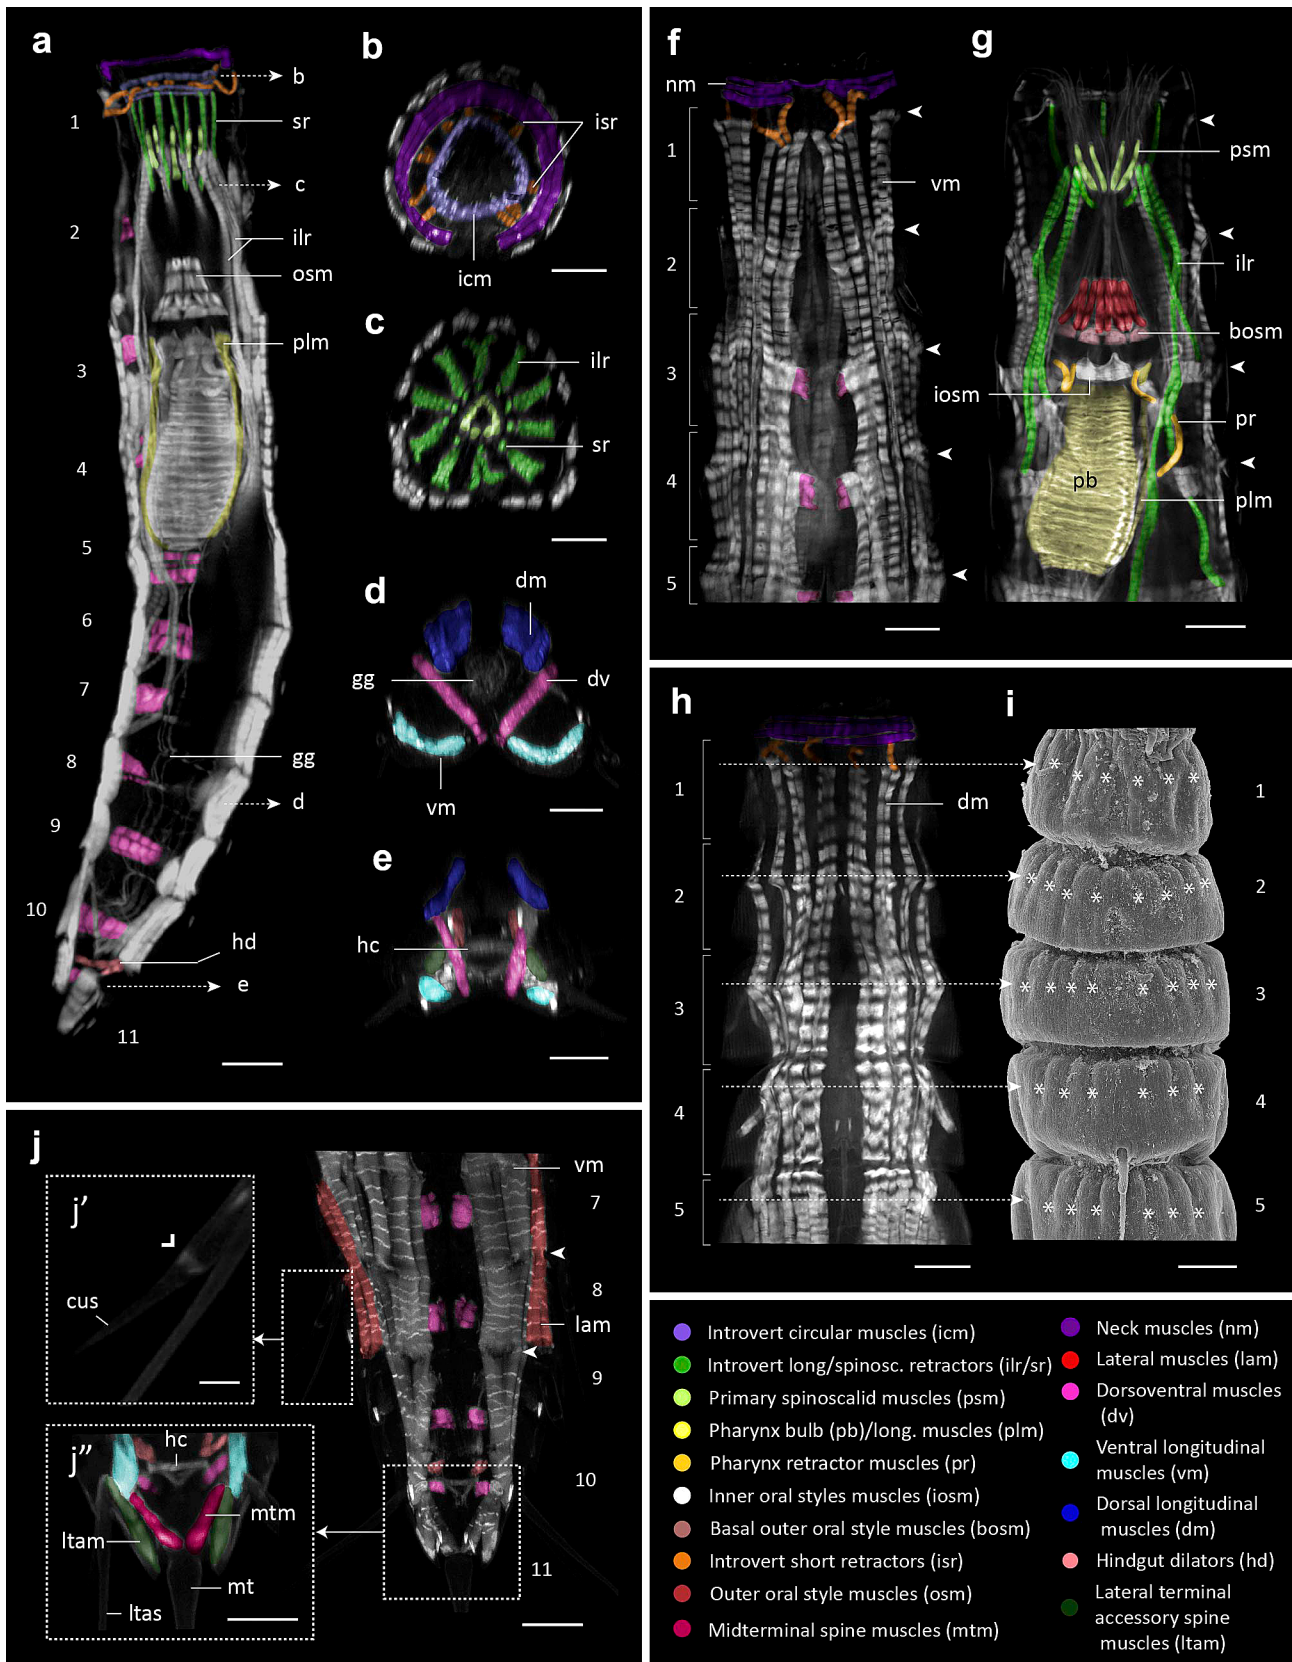 a
b
sr
c
ilr
osm
plm
gg
d
hd
e
1
2
3
4
5
6
7
8
9
10
11
b
isr
icm
c
ilr
sr
d
dm
gg
dv
vm
e
hc
f
nm
vm
1
2
3
4
5
g
psm
ilr
bosm
iosm
pr
pb
plm
h
dm
1
2
3
4
5
i
1
2
3
4
5
j
vm
7
8
lam
9
10
11
j’
cus
j”
hc
mtm
ltam
mt
ltas
Introvert circular muscles (icm)
Introvert long/spinosc. retractors (ilr/sr)
Primary spinoscalid muscles (psm)
Pharynx bulb (pb)/long. muscles (plm)
Pharynx retractor muscles (pr)
Inner oral styles muscles (iosm)
Basal outer oral style muscles (bosm)
Introvert short retractors (isr)
Outer oral style muscles (osm)
Midterminal spine muscles (mtm)
Neck muscles (nm)
Lateral muscles (lam)
Dorsoventral muscles
(dv)
Ventral longitudinal
muscles (vm)
Dorsal longitudinal
muscles (dm)
Hindgut dilators (hd)
Lateral terminal
accessory spine
muscles (ltam)